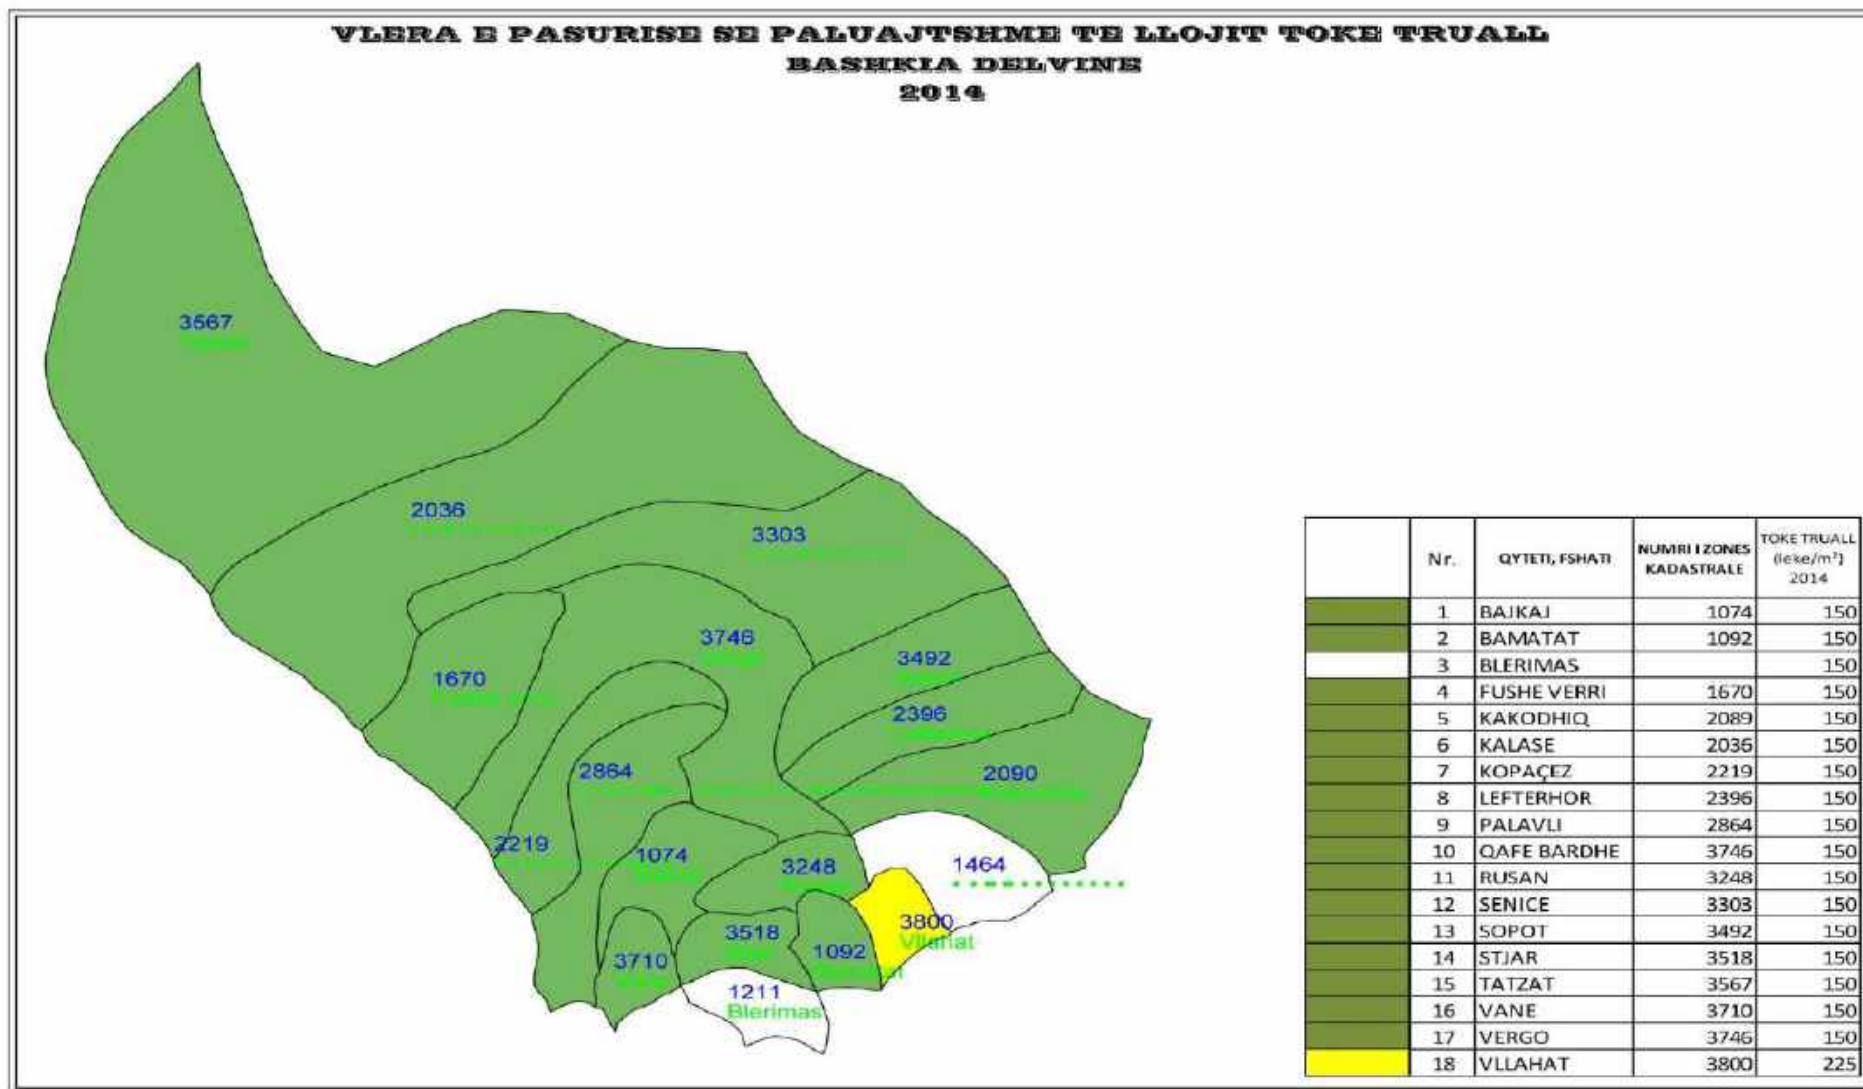 VLERA E PASURISE SE PALUAJTSHME TE LLOJIT TOKE TRUALL
BASHKIA DELVINE
2014
3567
2036
3303
3746
3492
1670
2396
2864
2090
2219
1074
3248
1464
3518
3800
Vllahat
3710
1092
1211
Blerimas
Nr. QYTETI, FSHATI NUMRI I ZONES KADASTRALE TOKE TRUALL (leke/m²) 2014
1 BAJKAJ 1074 150
2 BAMATAT 1092 150
3 BLERIMAS 150
4 FUSHE VERRI 1670 150
5 KAKODHIQ 2089 150
6 KALASE 2036 150
7 KOPAÇEZ 2219 150
8 LEFTERHOR 2396 150
9 PALAVLI 2864 150
10 QAFE BARDHE 3746 150
11 RUSAN 3248 150
12 SENICE 3303 150
13 SOPOT 3492 150
14 STJAR 3518 150
15 TATZAT 3567 150
16 VANE 3710 150
17 VERGO 3746 150
18 VLLAHAT 3800 225